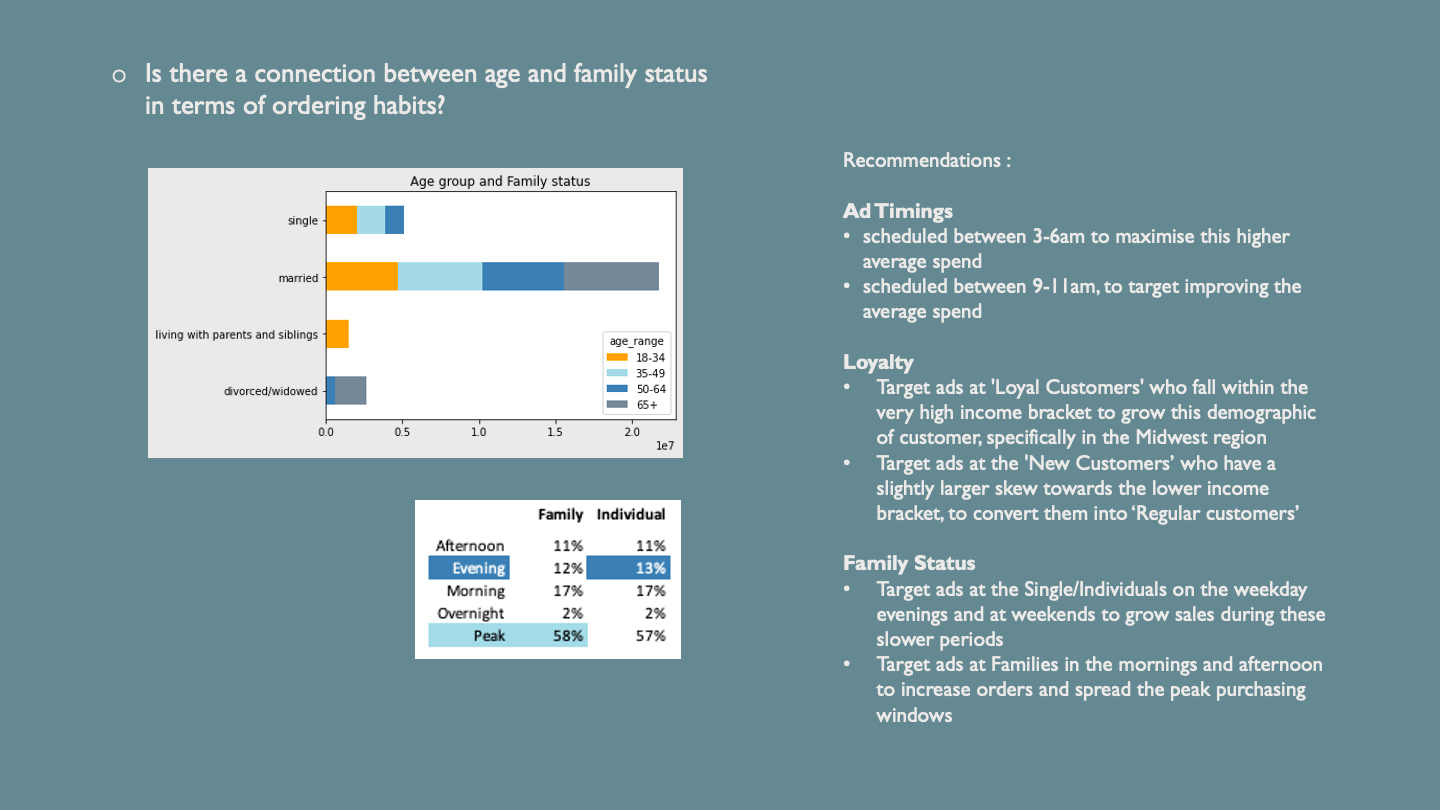 o Is there a connection between age and family status
in terms of ordering habits?
Age group and Family status
single
married
living with parents and siblings
divorced/widowed
age_range
18-34
35-49
50-64
65+
0.0 0.5 1.0 1.5 2.0
1e7
Family Individual
Afternoon 11% 11%
Evening 12% 13%
Morning 17% 17%
Overnight 2% 2%
Peak 58% 57%
Recommendations :
Ad Timings
• scheduled between 3-6am to maximise this higher
average spend
• scheduled between 9-11am, to target improving the
average spend
Loyalty
• Target ads at 'Loyal Customers' who fall within the
very high income bracket to grow this demographic
of customer, specifically in the Midwest region
• Target ads at the 'New Customers’ who have a
slightly larger skew towards the lower income
bracket, to convert them into ‘Regular customers’
Family Status
• Target ads at the Single/Individuals on the weekday
evenings and at weekends to grow sales during these
slower periods
• Target ads at Families in the mornings and afternoon
to increase orders and spread the peak purchasing
windows